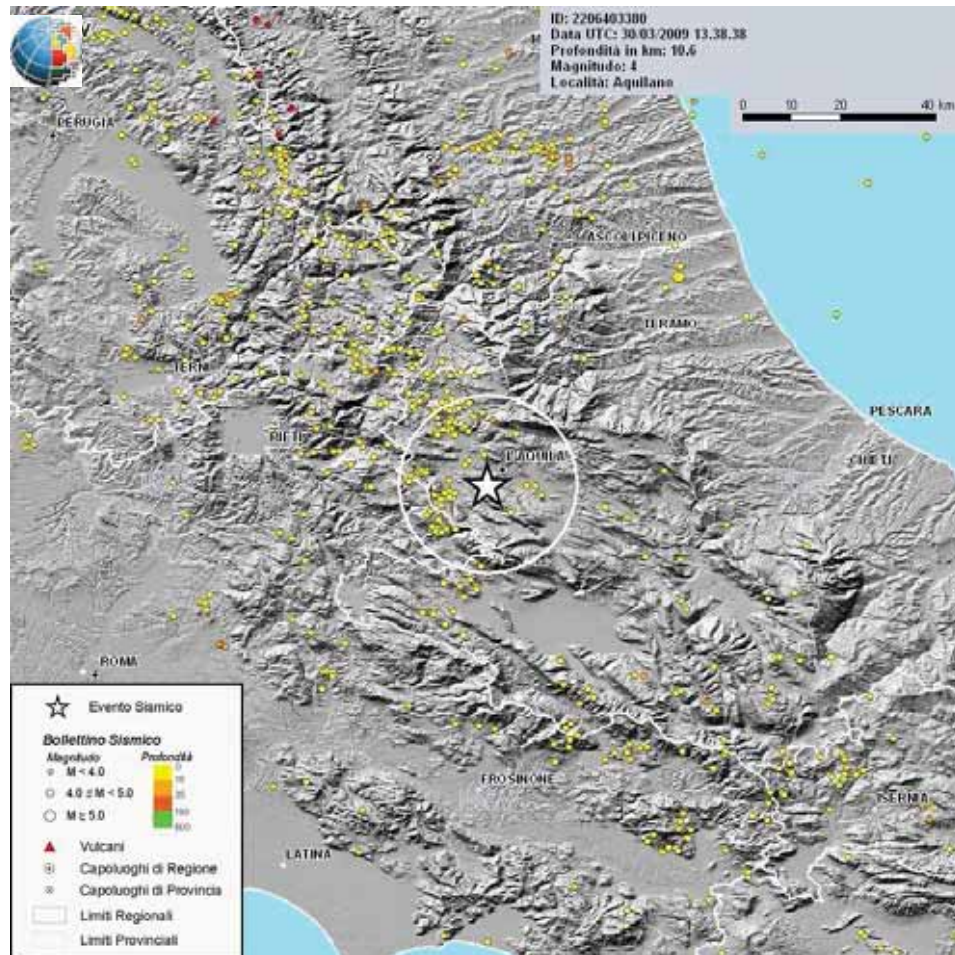 ID: 2206403380
Data UTC: 30/03/2009 13.38.38
Profondità in km: 10.6
Magnitudo: 4
Località: Aquilano
0 10 20 40 km
PERUGIA
ASCOLI PICENO
TERAMO
TERNI
PESCARA
RIETI
L'AQUILA
CHIETI
ROMA
Evento Sismico
Bollettino Sismico
Magnitudo Profondità
M < 4.0
4.0 ≤ M < 5.0
M ≥ 5.0
0
Vulcani
Capoluoghi di Regione
Capoluoghi di Provincia
Limiti Regionali
Limiti Provinciali
FROSINONE
ISERNIA
LATINA